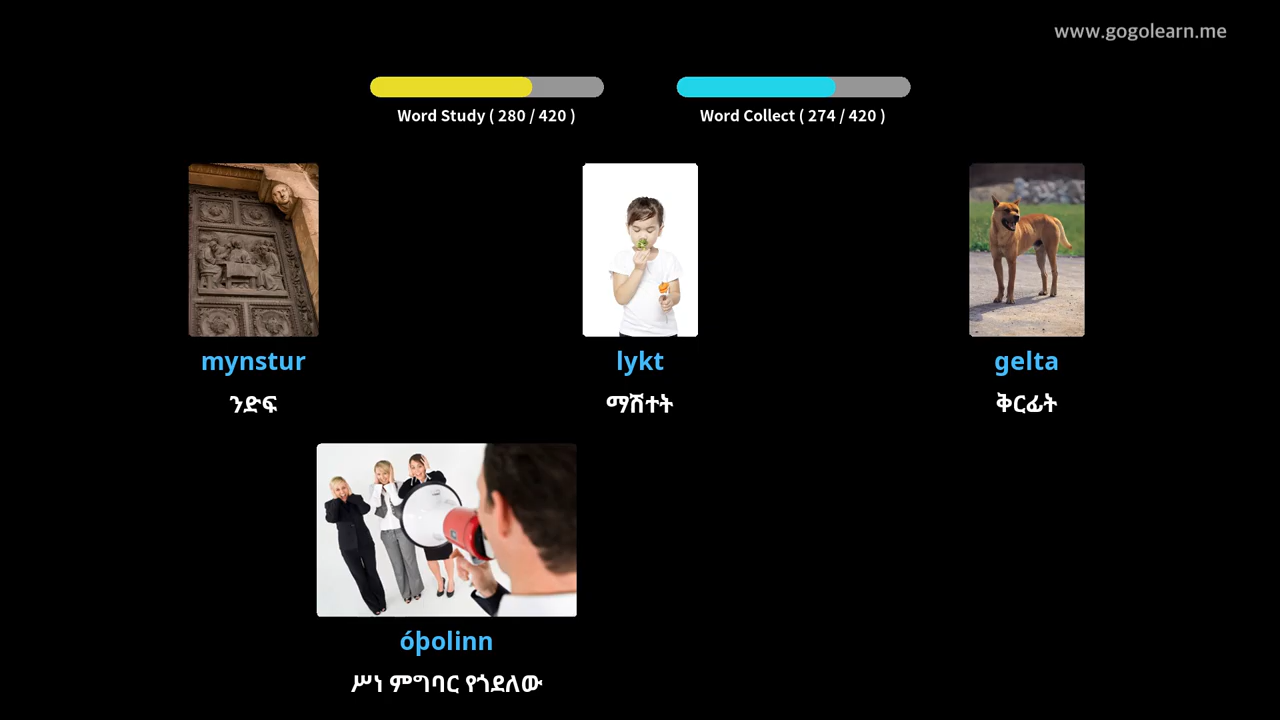 www.gogolearn.me
Word Study ( 280 / 420 )
Word Collect ( 274 / 420 )
mynstur
lykt
gelta
ንድፍ
ማሽተት
ቅርፊት
óþolinn
ሥነ ምግባር የጎደለው